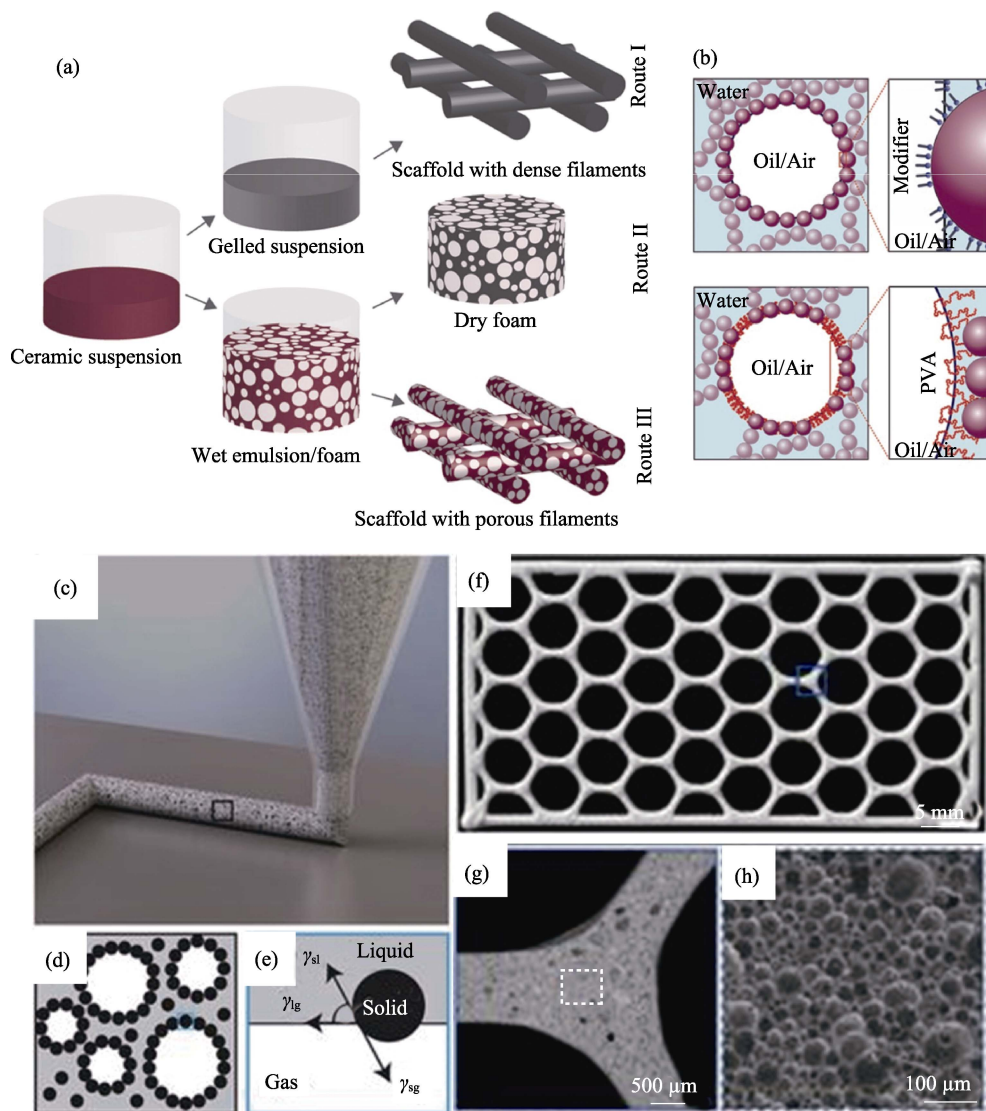 (a)
Route I
Scaffold with dense filaments
Gelled suspension
Route II
Dry foam
Ceramic suspension
Wet emulsion/foam
Route III
Scaffold with porous filaments
(b)
Water
Oil/Air
Modifier
Oil/Air
Water
Oil/Air
PVA
Oil/Air
(c)
(f)
5 mm
(d)
(e)
Liquid
γsl
γlg
Solid
Gas
γsg
(g)
500 μm
(h)
100 μm